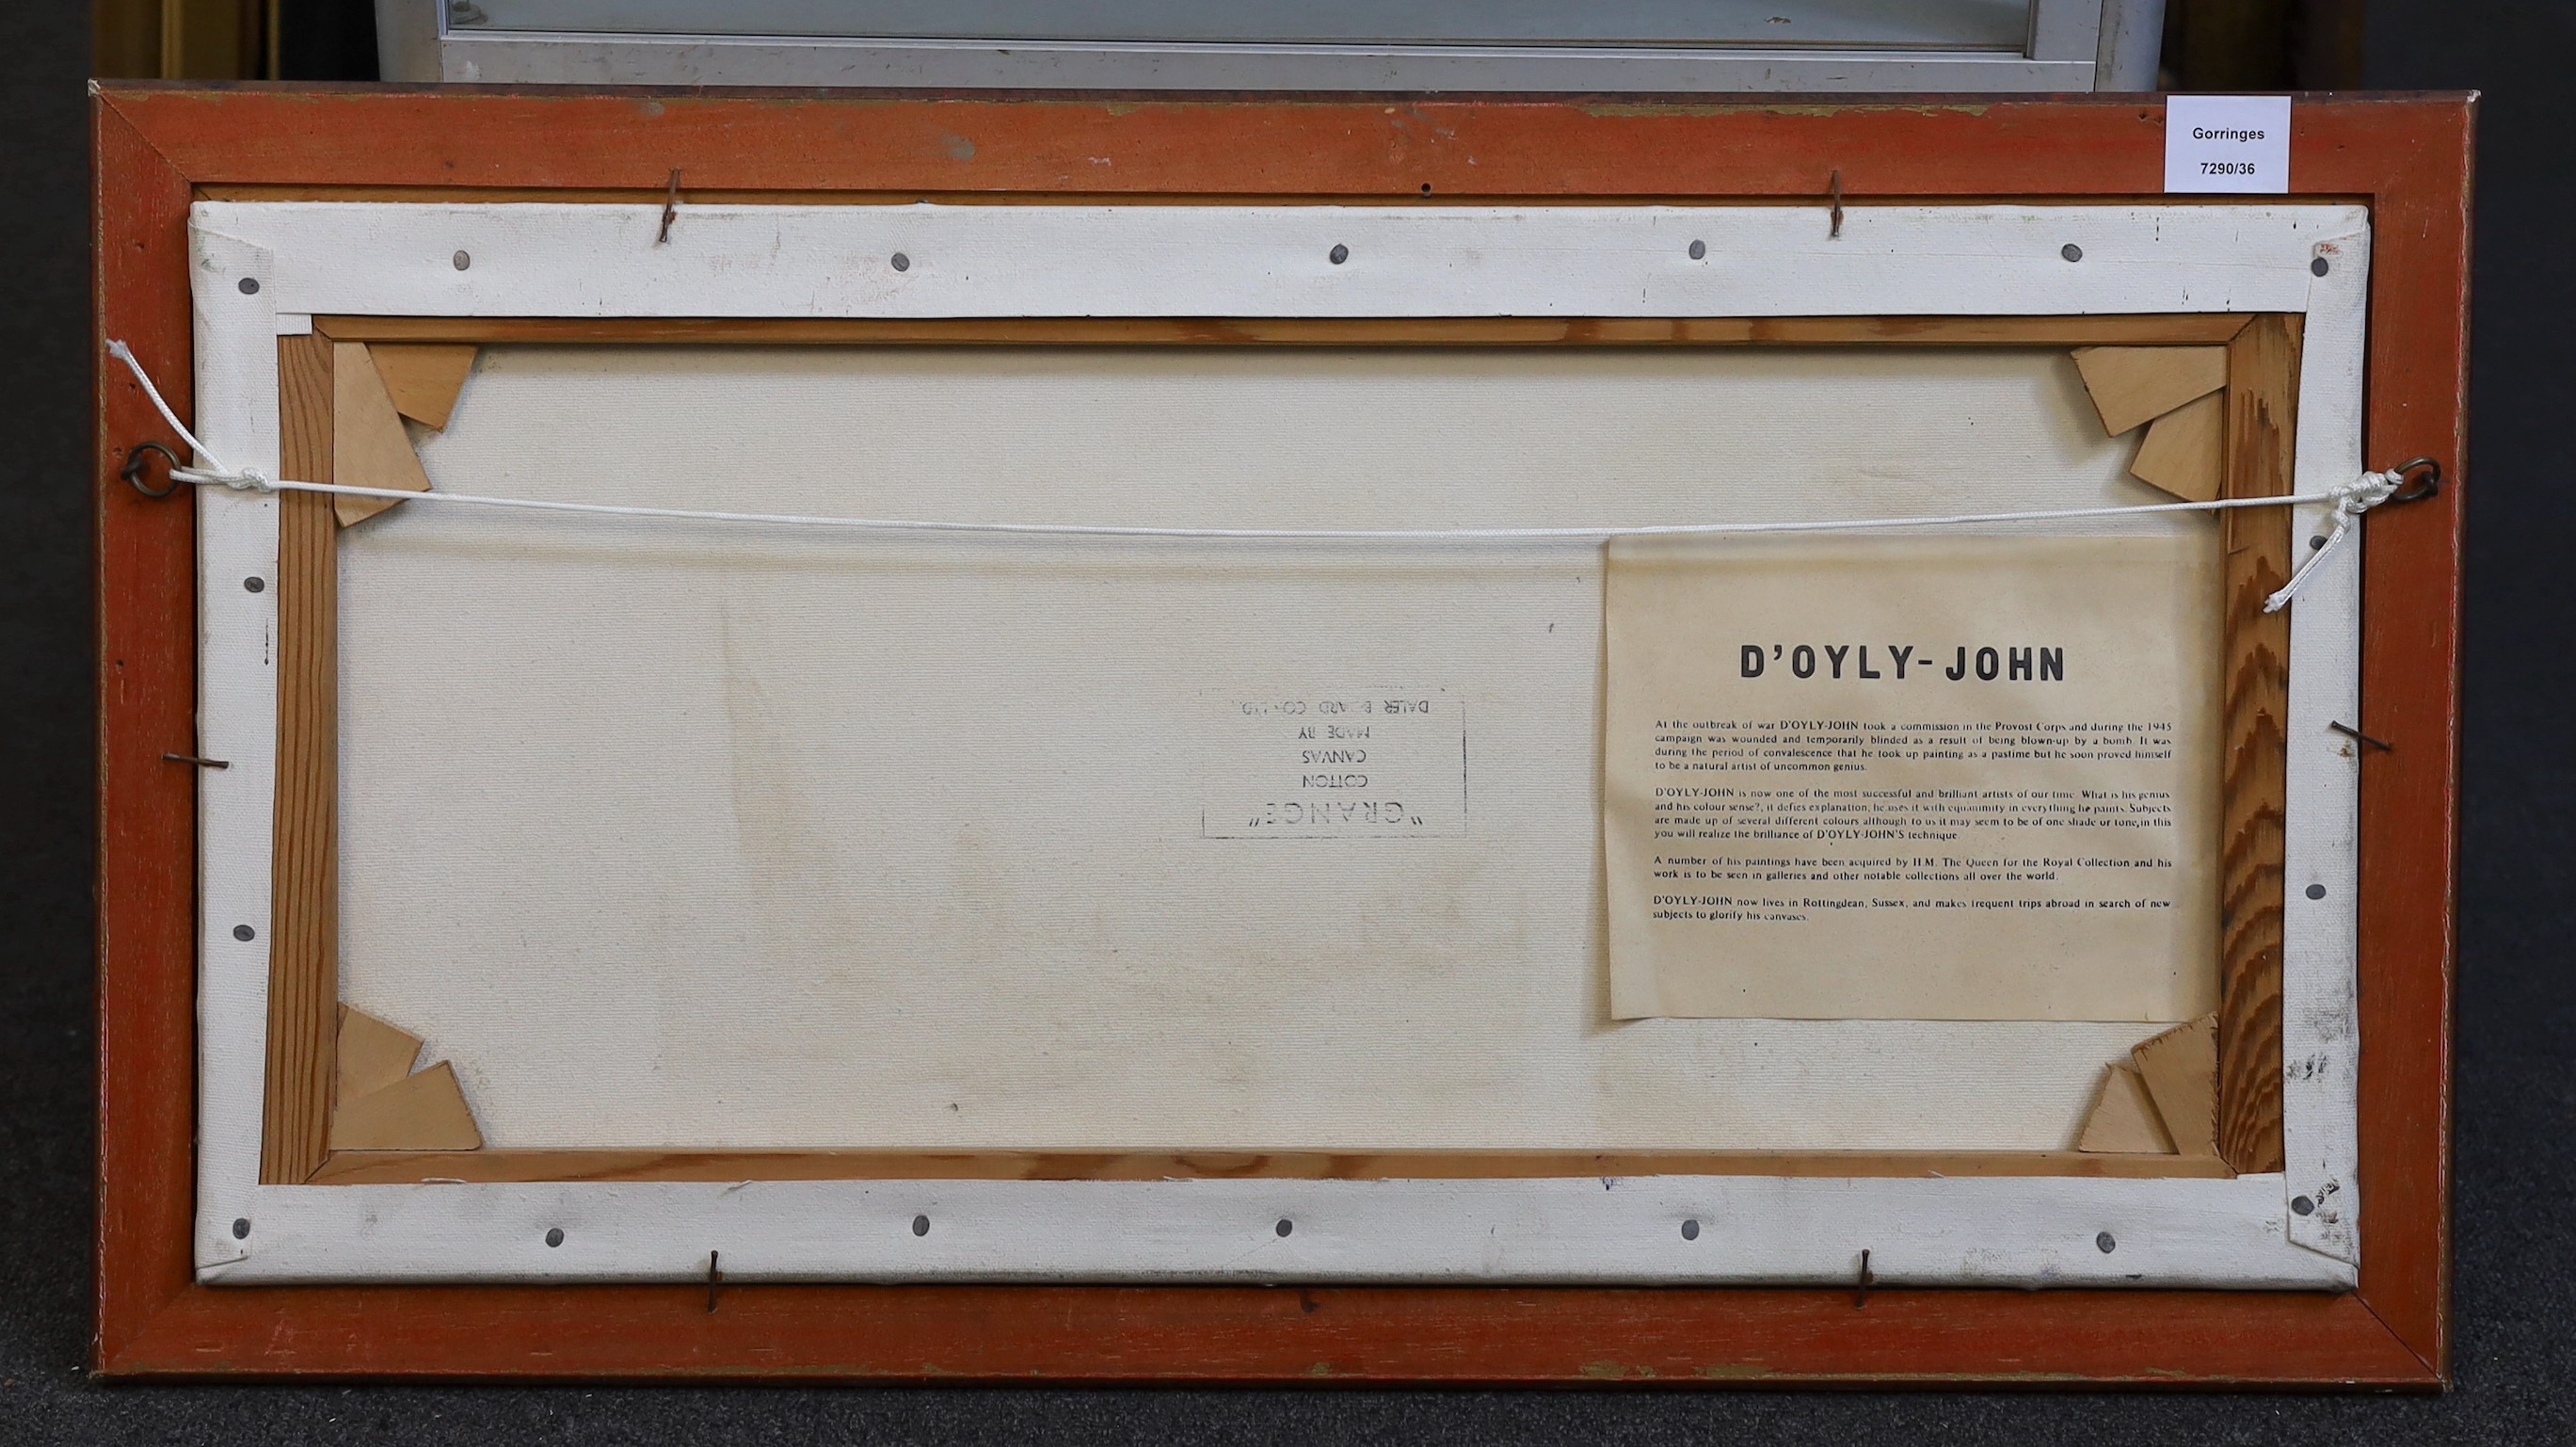 Gorringes
7290/36
D'OYLY-JOHN
At the outbreak of war D'OYLY-JOHN took a commission in the Provost Corps and during the 1945
campaign was wounded and temporarily blinded as a result of being blown-up by a bomb. It was
during the period of convalescence that he took up painting as a pastime but he soon proved himself
to be a natural artist of uncommon genius.
D'OYLY-JOHN is now one of the most successful and brilliant artists of our time. What is his genius
and his colour sense?, it defies explanation, he uses it with equanimity in everything he paints. Subjects
are made up of several different colours although to us it may seem to be of one shade or tone, in this
you will realize the brilliance of D'OYLY-JOHN'S technique.
A number of his paintings have been acquired by H.M. The Queen for the Royal Collection and his
work is to be seen in galleries and other notable collections all over the world.
D'OYLY-JOHN now lives in Rottingdean, Sussex, and makes frequent trips abroad in search of new
subjects to glorify his canvases.
"GRANGE"
COTTON
CANVAS
MADE BY
DALER BOARD CO. LTD.